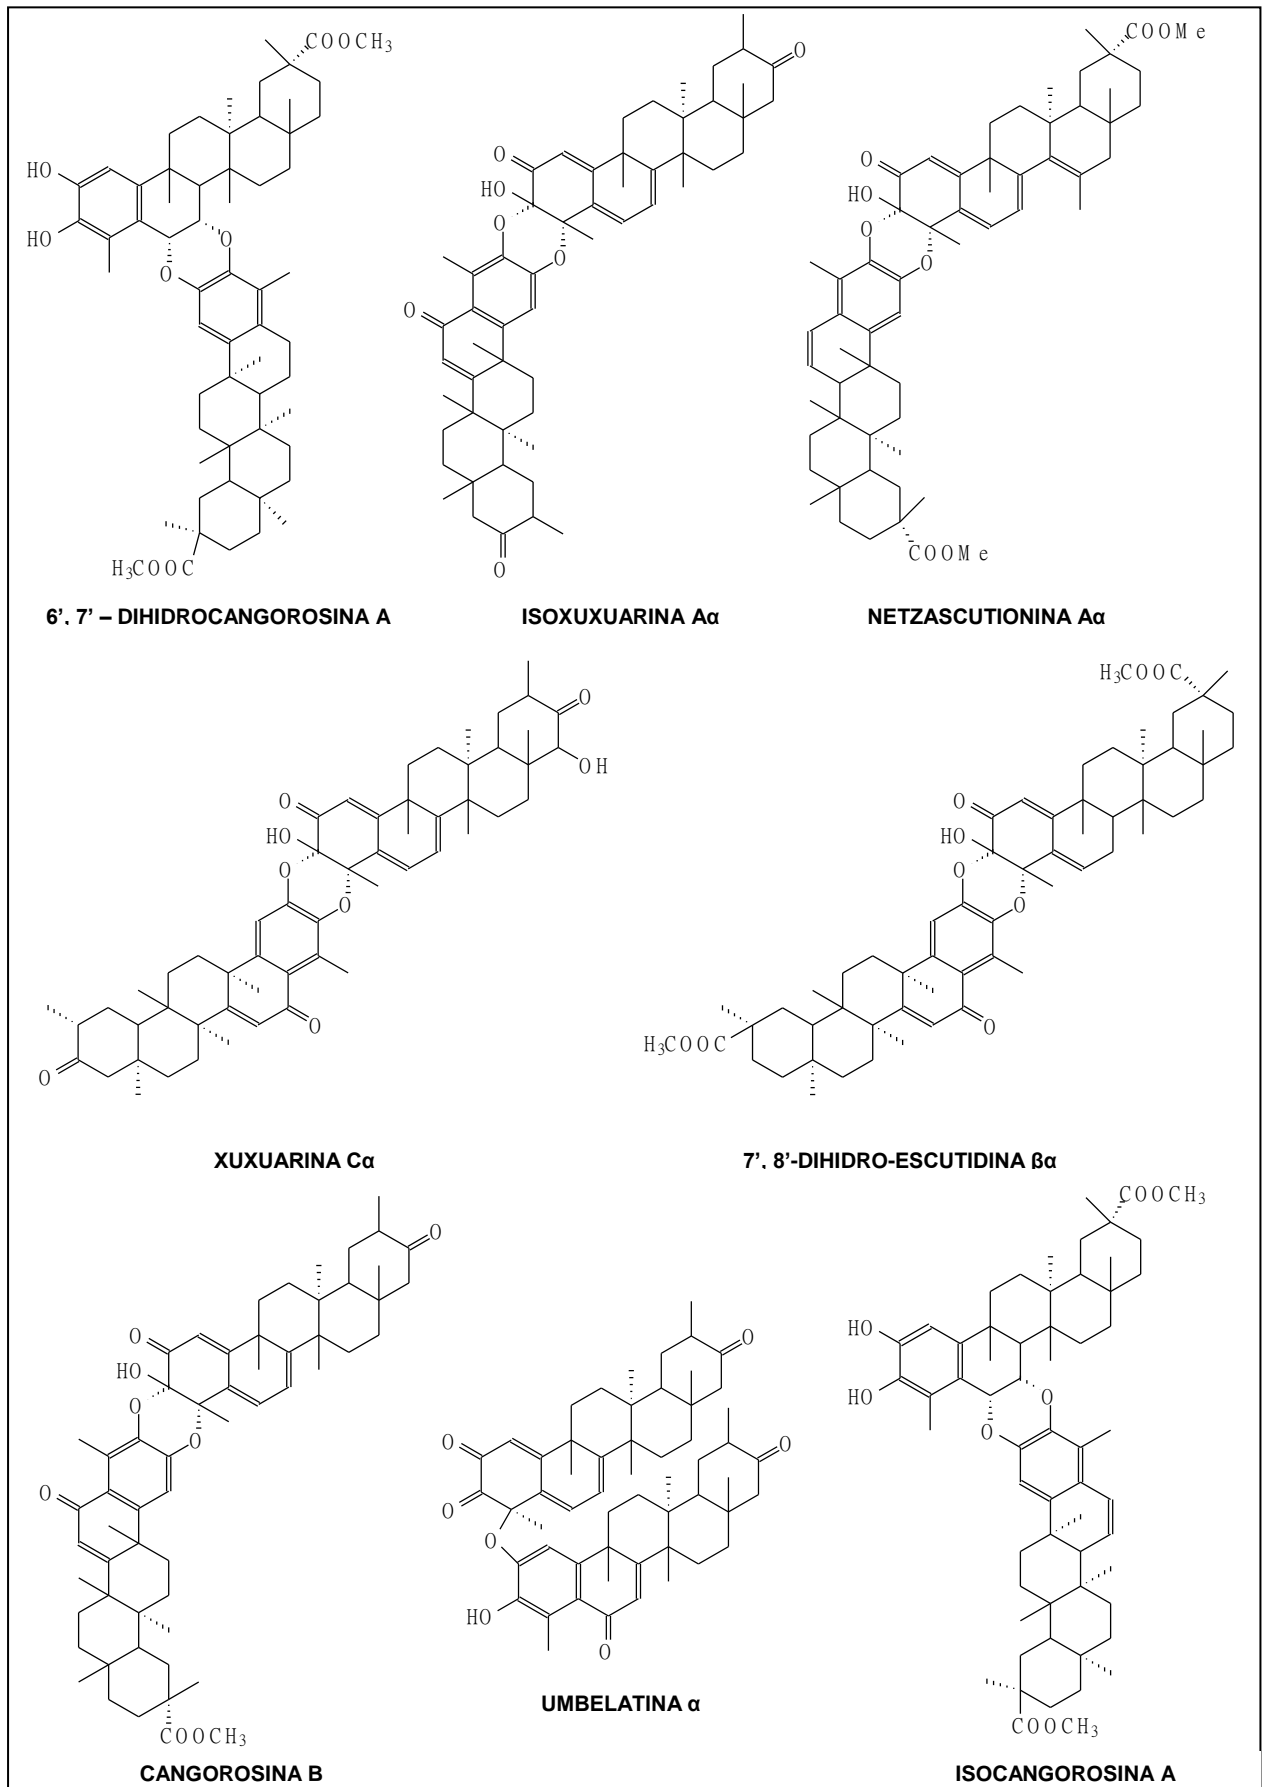 COOCH3
HO
HO
O
O
H3COOC
6’, 7’ – DIHIDROCANGOROSINA A
O
O
HO
O
O
O
O
ISOXUXUARINA Aα
COOMe
O
HO
O
O
COOMe
NETZASCUTIONINA Aα
O
OH
O
HO
O
O
O
O
XUXUARINA Cα
H3COOC
O
HO
O
O
O
H3COOC
7’, 8’-DIHIDRO-ESCUTIDINA ßα
O
O
HO
O
O
O
COOCH3
CANGOROSINA B
O
O
O
O
O
HO
O
UMBELATINA α
COOCH3
HO
HO
O
O
COOCH3
ISOCANGOROSINA A